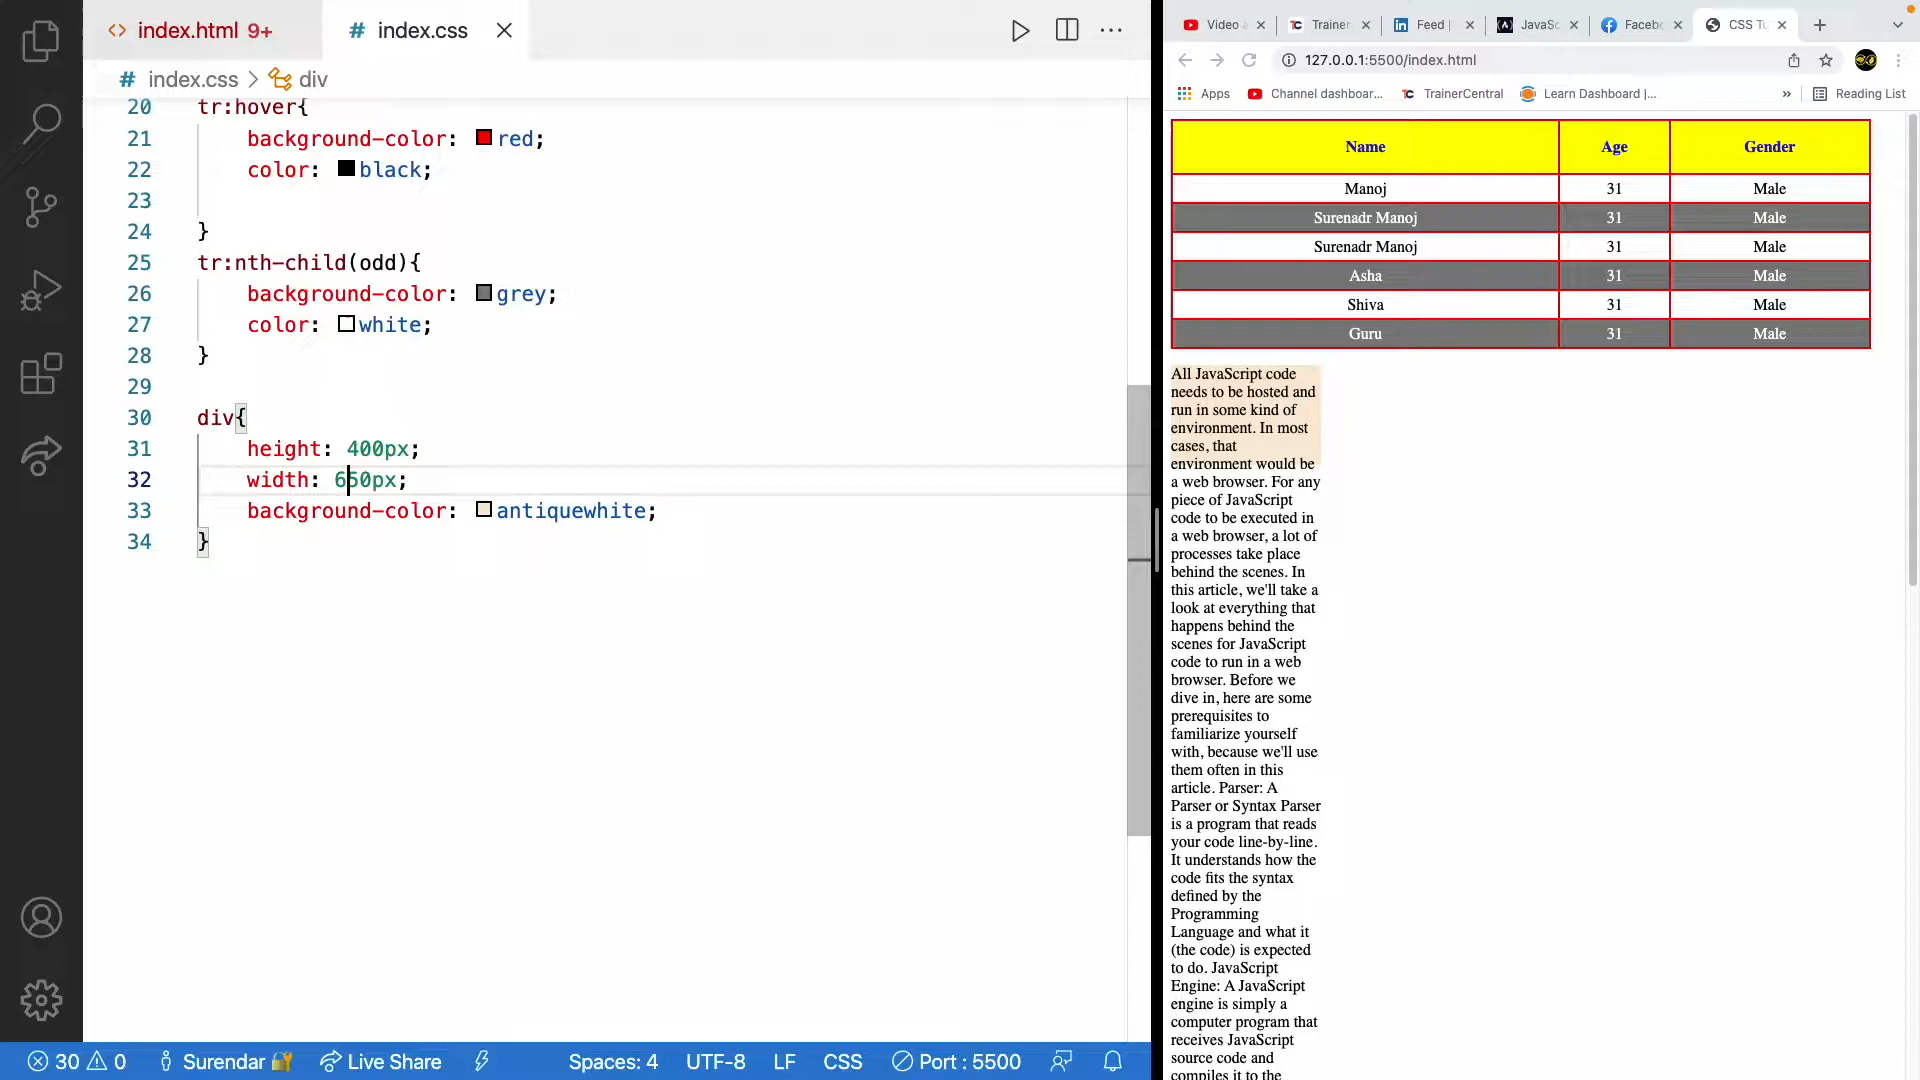 index.html 9+
# index.css
# index.css > div
20 tr:hover{
21 background-color: red;
22 color: black;
23
24 }
25 tr:nth-child(odd){
26 background-color: grey;
27 color: white;
28 }
29
30 div{
31 height: 400px;
32 width: 650px;
33 background-color: antiquewhite;
34 }
30 0 Surendar Live Share Spaces: 4 UTF-8 LF CSS Port : 5500
Trainer Feed | JavaSc Facebo CSS Tu
127.0.0.1:5500/index.html
Apps Channel dashboar... TrainerCentral Learn Dashboard |... » Reading List
Name Age Gender
Manoj 31 Male
Surenadr Manoj 31 Male
Surenadr Manoj 31 Male
Asha 31 Male
Shiva 31 Male
Guru 31 Male
All JavaScript code
needs to be hosted and
run in some kind of
environment. In most
cases, that
environment would be
a web browser. For any
piece of JavaScript
code to be executed in
a web browser, a lot of
processes take place
behind the scenes. In
this article, we'll take a
look at everything that
happens behind the
scenes for JavaScript
code to run in a web
browser. Before we
dive in, here are some
prerequisites to
familiarize yourself
with, because we'll use
them often in this
article. Parser: A
Parser or Syntax Parser
is a program that reads
your code line-by-line.
It understands how the
code fits the syntax
defined by the
Programming
Language and what it
(the code) is expected
to do. JavaScript
Engine: A JavaScript
engine is simply a
computer program that
receives JavaScript
source code and
compiles it to the